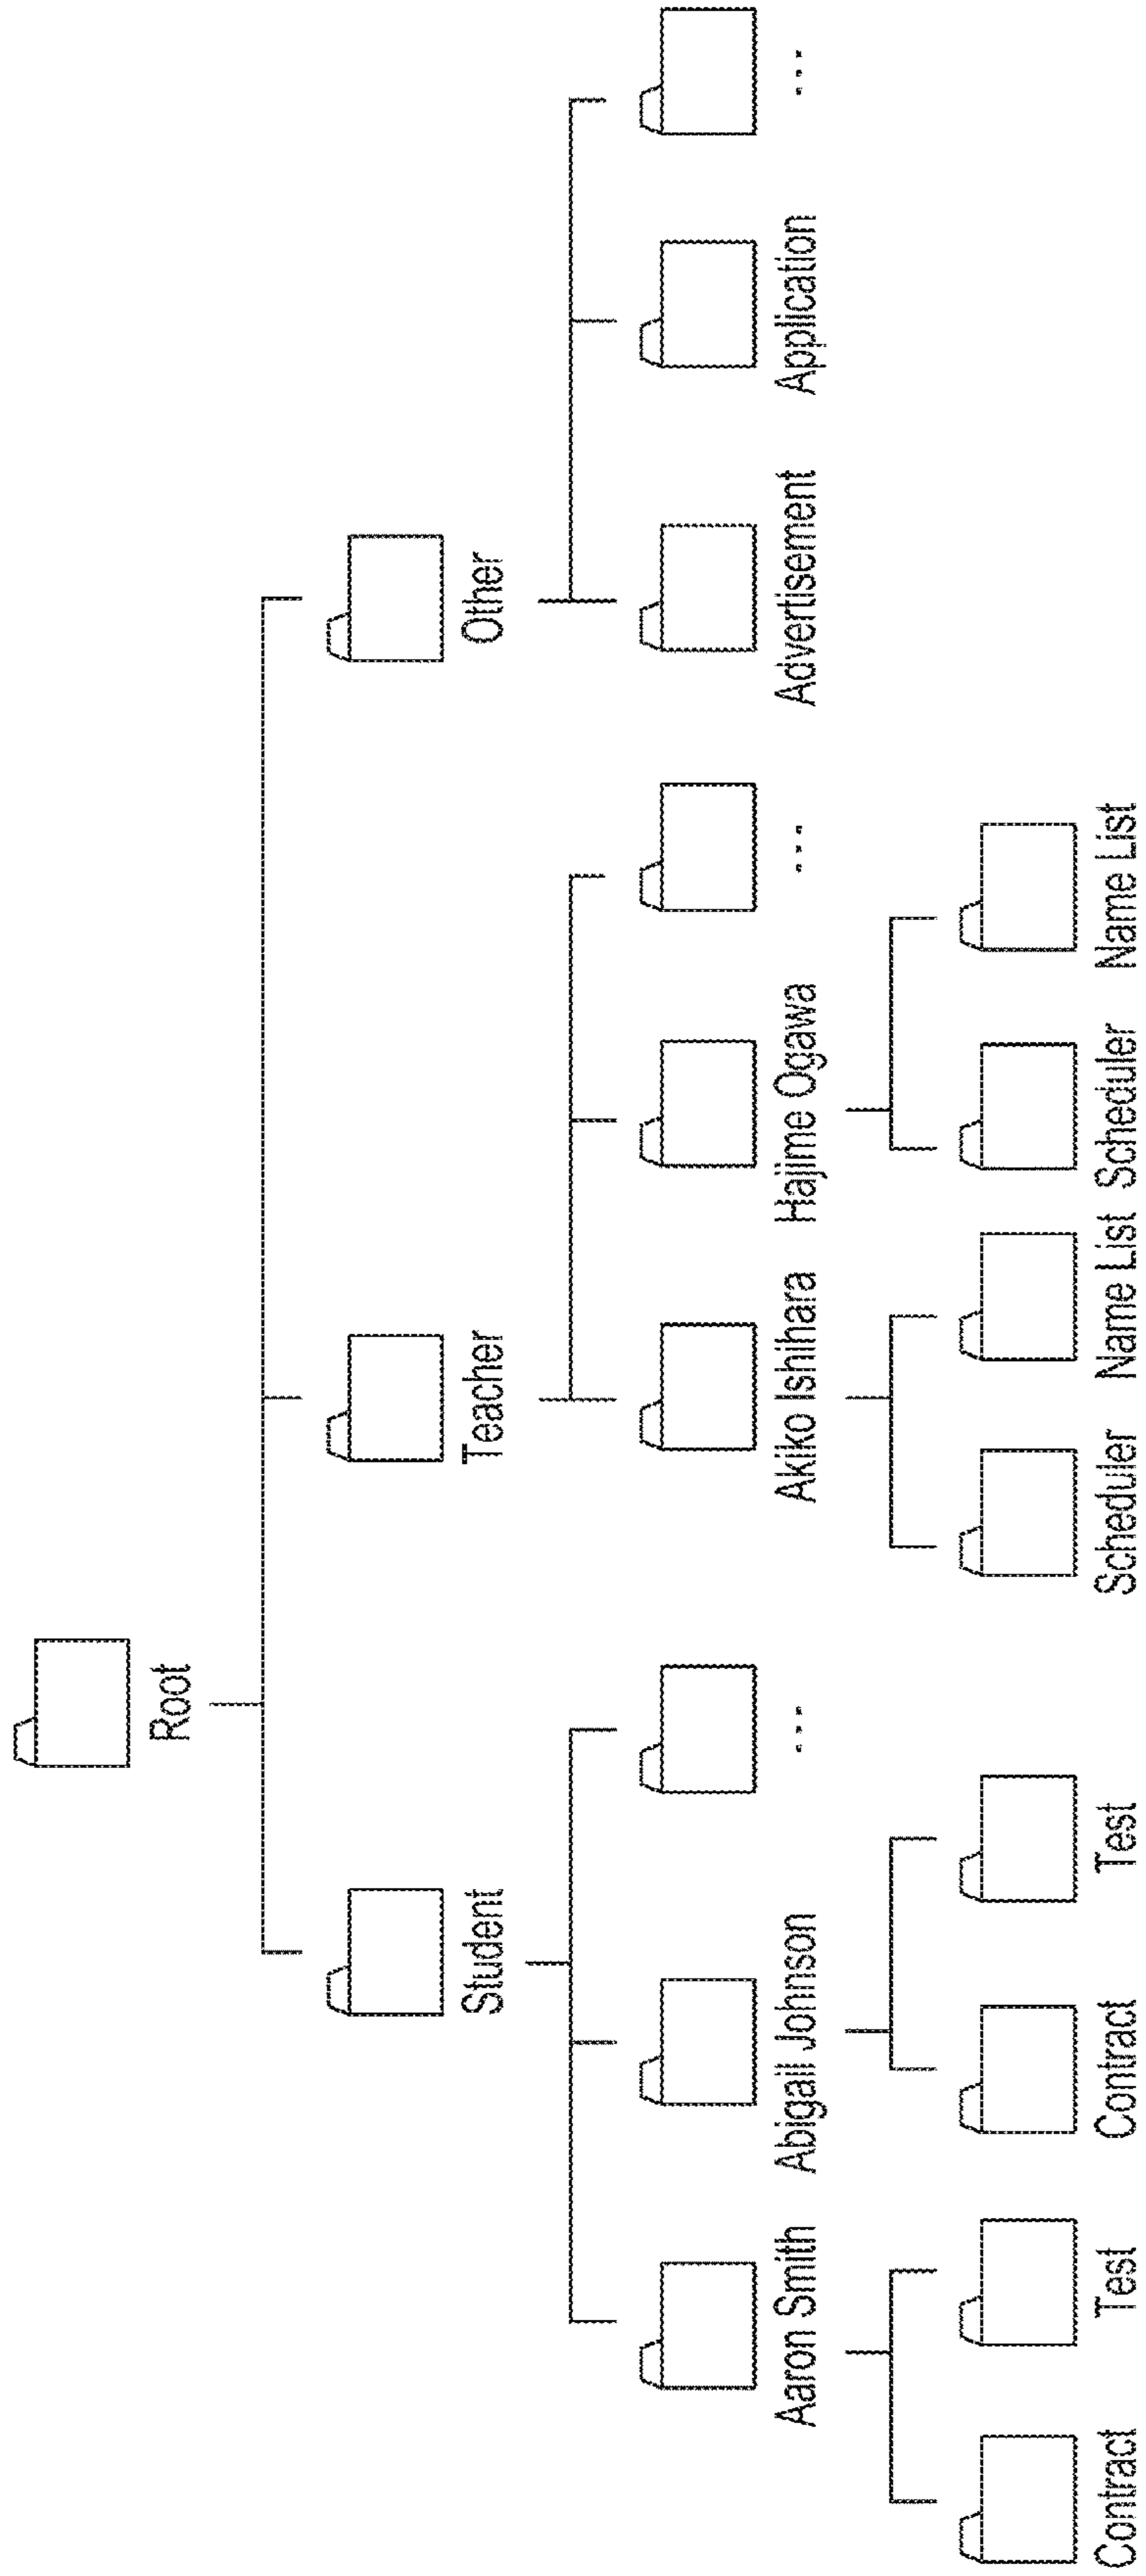 Root
Student
Teacher
Other
Aaron Smith
Abigail Johnson
...
Akiko Ishihara
Hajime Ogawa
...
Advertisement
Application
...
Contract
Test
Contract
Test
Scheduler
Name List
Scheduler
Name List